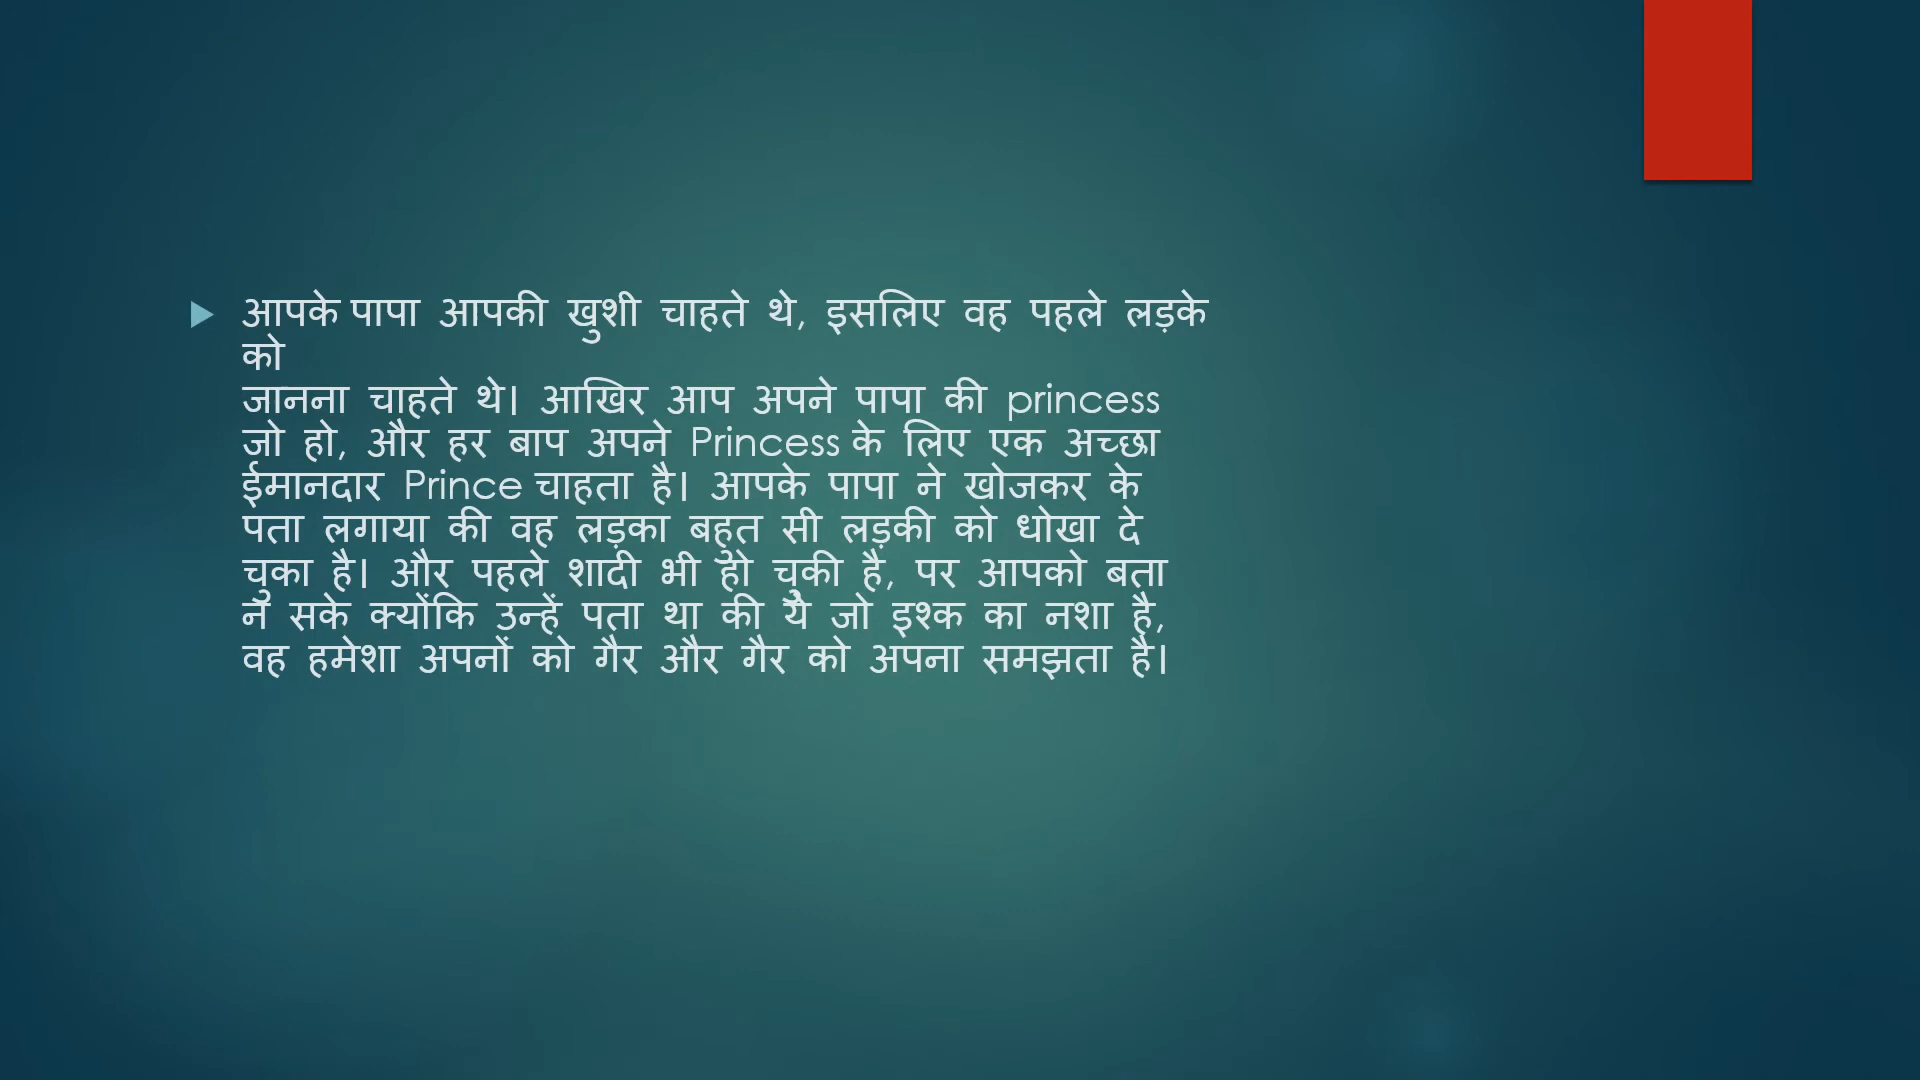 आपके पापा आपकी खुशी चाहते थे, इसलिए वह पहले लड़के
को
जानना चाहते थे। आखिर आप अपने पापा की princess
जो हो, और हर बाप अपने Princess के लिए एक अच्छा
ईमानदार Prince चाहता है। आपके पापा ने खोजकर के
पता लगाया की वह लड़का बहुत सी लड़की को धोखा दे
चुका है। और पहले शादी भी हो चुकी है, पर आपको बता
न सके क्योंकि उन्हें पता था की ये जो इश्क का नशा है,
वह हमेशा अपनों को गैर और गैर को अपना समझता है।